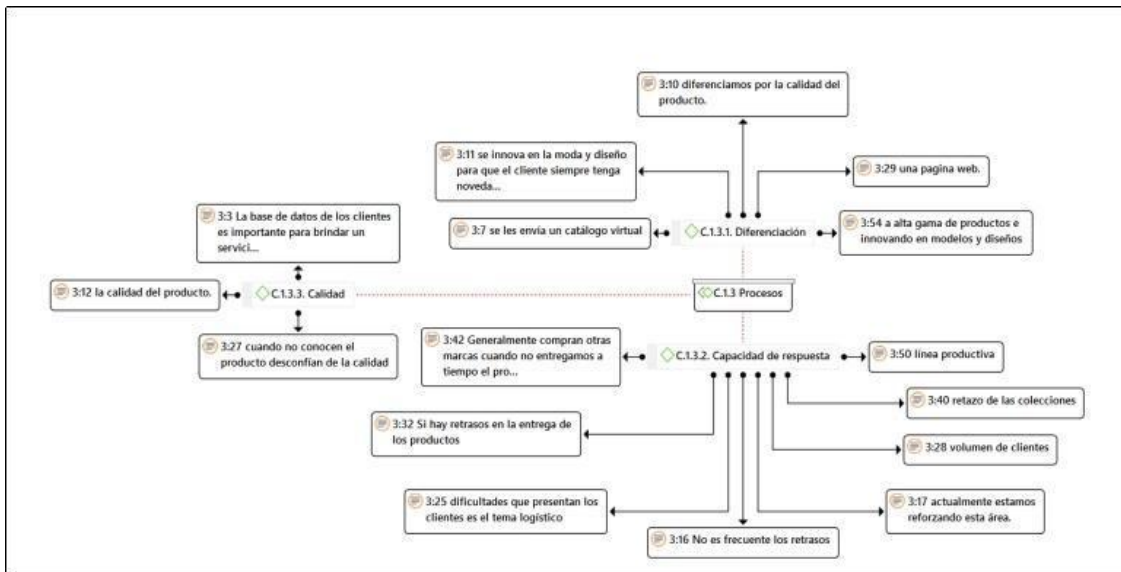 3:10 diferenciamos por la calidad del
producto.
3:11 se innova en la moda y diseño
para que el cliente siempre tenga
noveda...
3:29 una pagina web.
3:3 La base de datos de los clientes
es importante para brindar un
servici...
3:7 se les envía un catálogo virtual
C.1.3.1. Diferenciación
3:54 a alta gama de productos e
innovando en modelos y diseños
3:12 la calidad del producto.
C.1.3.3. Calidad
C.1.3 Procesos
3:27 cuando no conocen el
producto desconfían de la calidad
3:42 Generalmente compran otras
marcas cuando no entregamos a
tiempo el pro...
C.1.3.2. Capacidad de respuesta
3:50 línea productiva
3:40 retazo de las colecciones
3:32 Si hay retrasos en la entrega de
los productos
3:28 volumen de clientes
3:25 dificultades que presentan los
clientes es el tema logístico
3:17 actualmente estamos
reforzando esta área.
3:16 No es frecuente los retrasos